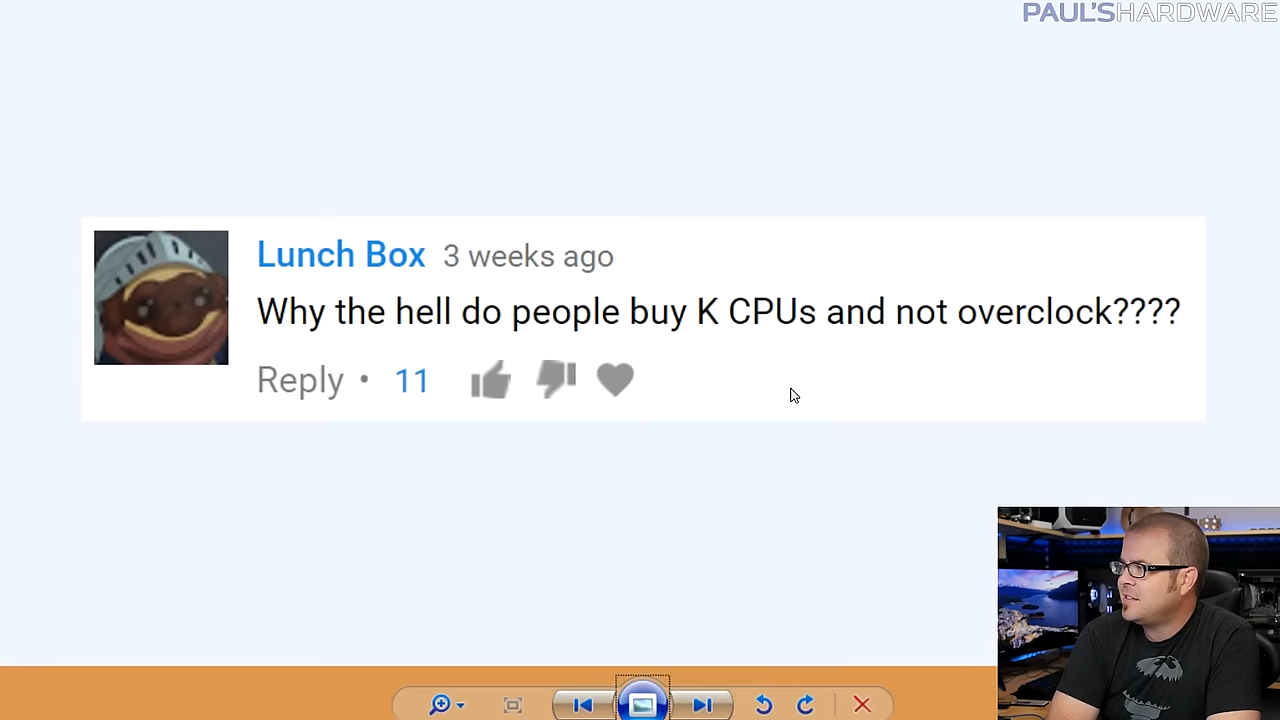 PAUL'SHARDWARE
Lunch Box 3 weeks ago
Why the hell do people buy K CPUs and not overclock????
Reply • 11